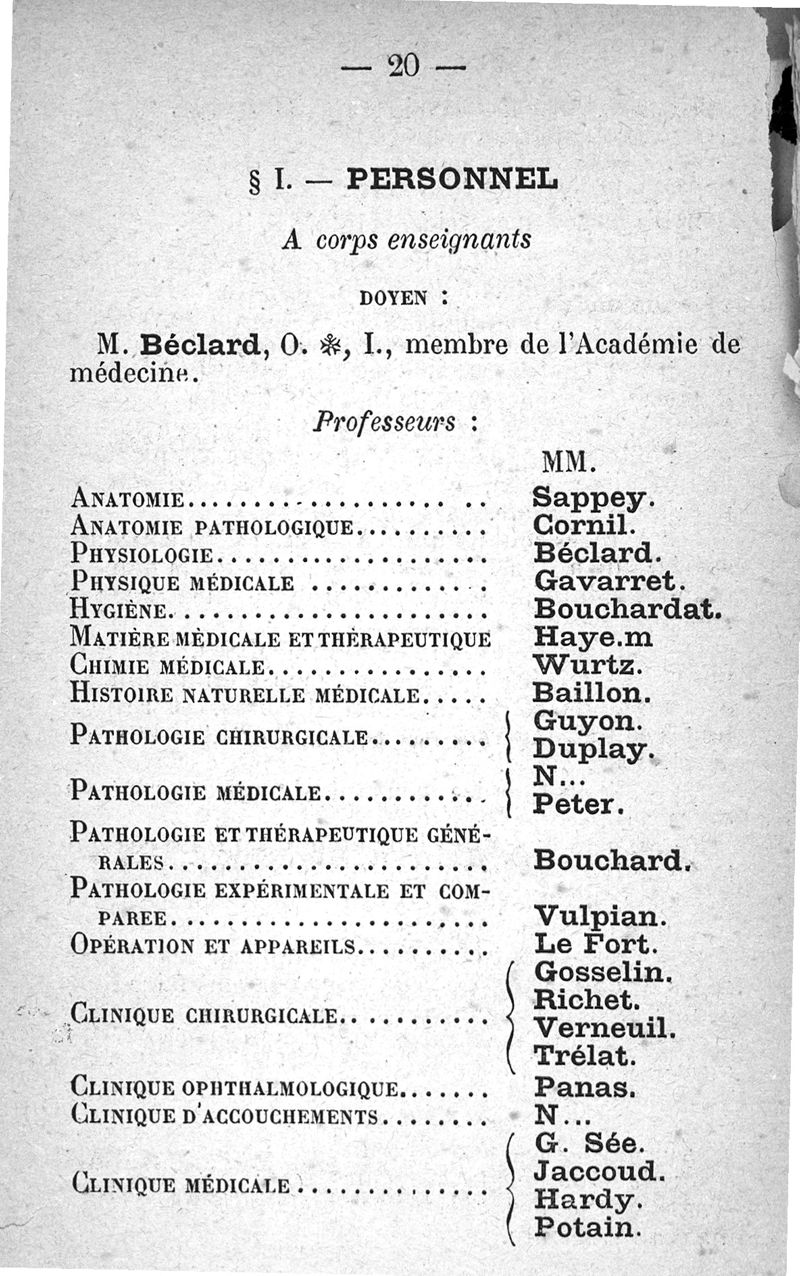 — 20 —
§ I. — PERSONNEL
A corps enseignants
DOYEN :
M. Béclard, O. ❋, I., membre de l'Académie de
médecine.
Professeurs :
MM.
ANATOMIE.................... .. Sappey.
ANATOMIE PATHOLOGIQUE.......... Cornil.
PHYSIOLOGIE................... Béclard.
PHYSIQUE MÉDICALE ............. Gavarret.
HYGIÈNE....................... Bouchardat.
MATIÈRE MÈDICALE ET THÉRAPEUTIQUE Haye.m
CHIMIE MÉDICALE................ Wurtz.
HISTOIRE NATURELLE MÉDICALE..... Baillon.
PATHOLOGIE CHIRURGICALE......... { Guyon.
Duplay.
PATHOLOGIE MÉDICALE............ { N...
Peter.
PATHOLOGIE ET THÉRAPEUTIQUE GÉNÉ-
RALES....................... Bouchard.
PATHOLOGIE EXPÉRIMENTALE ET COM-
PAREE....................... Vulpian.
OPÉRATION ET APPAREILS.......... Le Fort.
CLINIQUE CHIRURGICALE........... { Gosselin.
Richet.
Verneuil.
Trélat.
CLINIQUE OPHTHALMOLOGIQUE....... Panas.
CLINIQUE D'ACCOUCHEMENTS........ N...
CLINIQUE MÉDICALE.............. { G. Sée.
Jaccoud.
Hardy.
Potain.